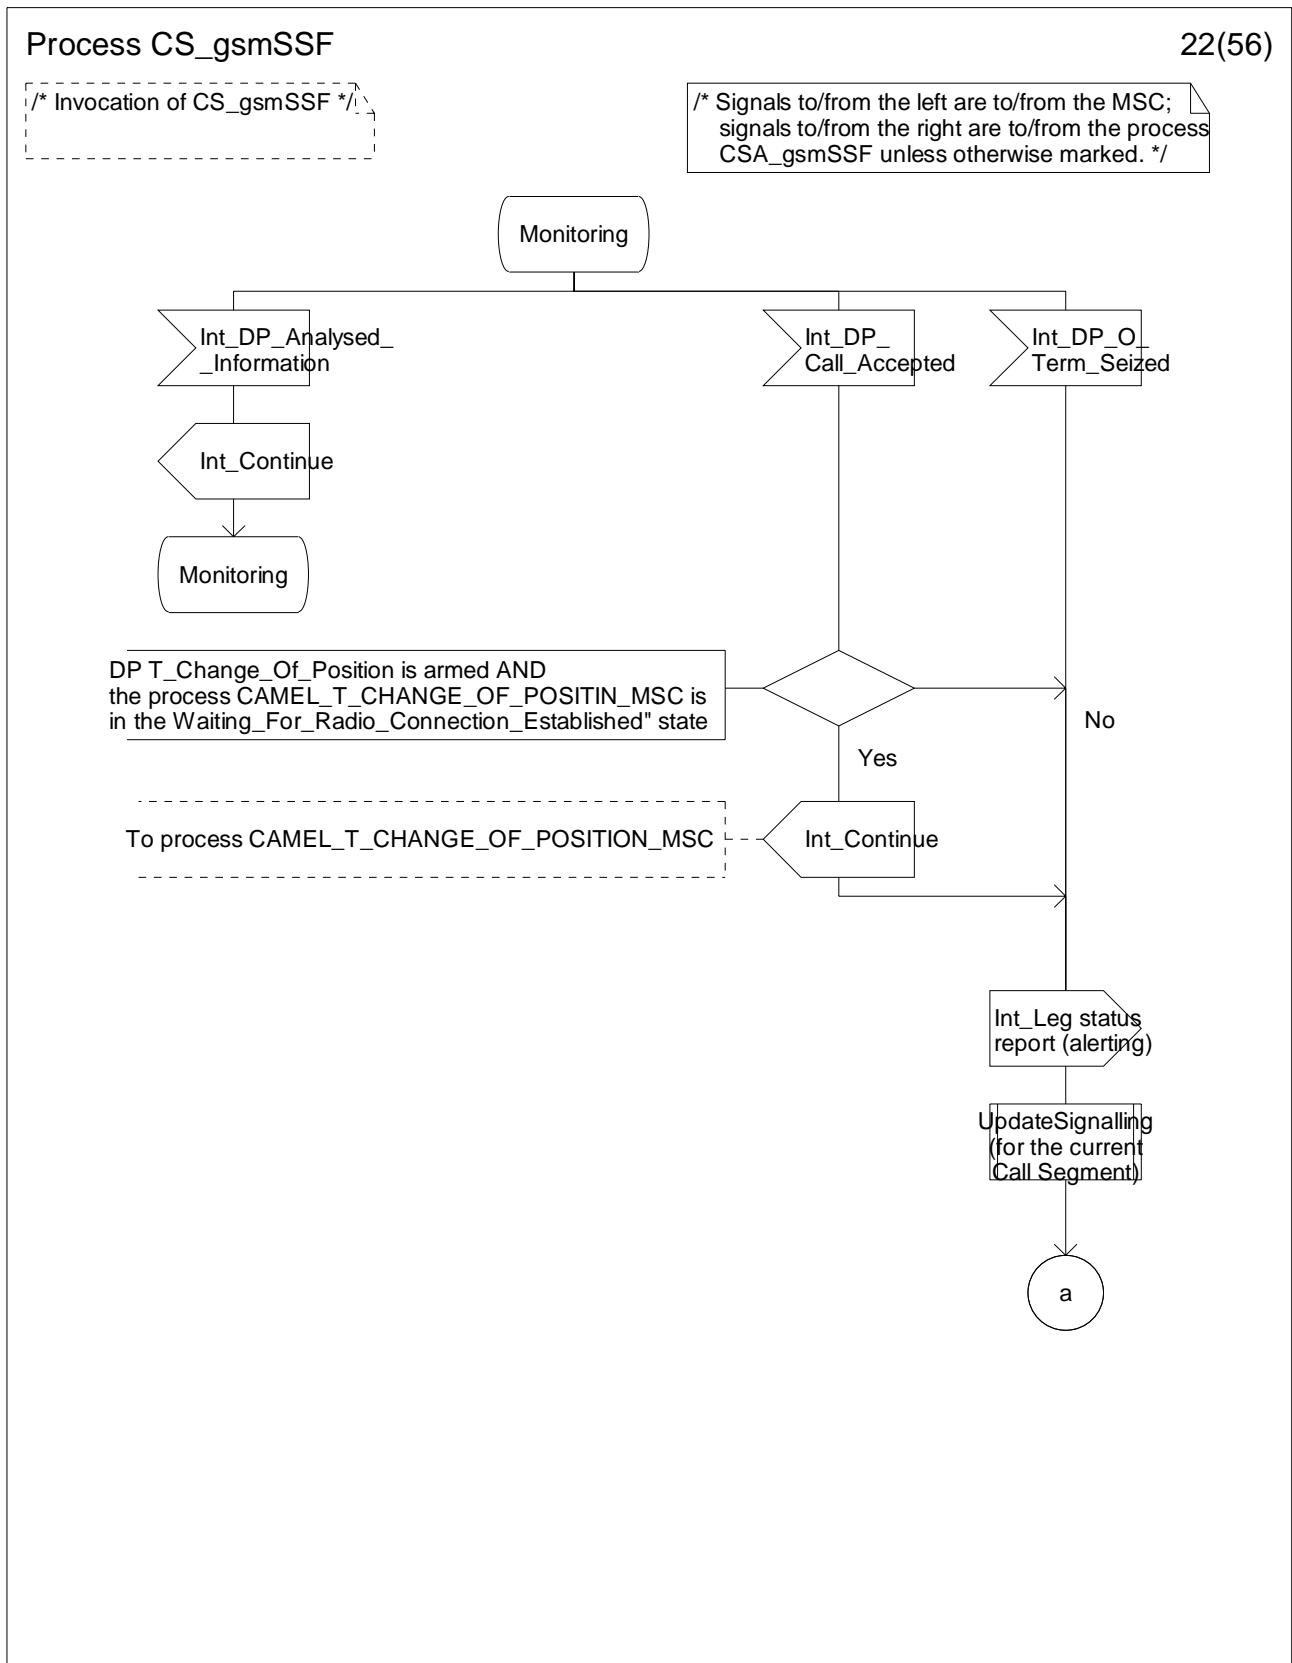 Process CS_gsmSSF
22(56)
/* Invocation of CS_gsmSSF */
/* Signals to/from the left are to/from the MSC;
signals to/from the right are to/from the process
CSA_gsmSSF unless otherwise marked. */
Monitoring
Int_DP_Analysed_
_Information
Int_DP_
Call_Accepted
Int_DP_O_
Term_Seized
Int_Continue
Monitoring
DP T_Change_Of_Position is armed AND
the process CAMEL_T_CHANGE_OF_POSITIN_MSC is
in the Waiting_For_Radio_Connection_Established" state
No
Yes
To process CAMEL_T_CHANGE_OF_POSITION_MSC
Int_Continue
Int_Leg status
report (alerting)
UpdateSignalling
(for the current
Call Segment)
a